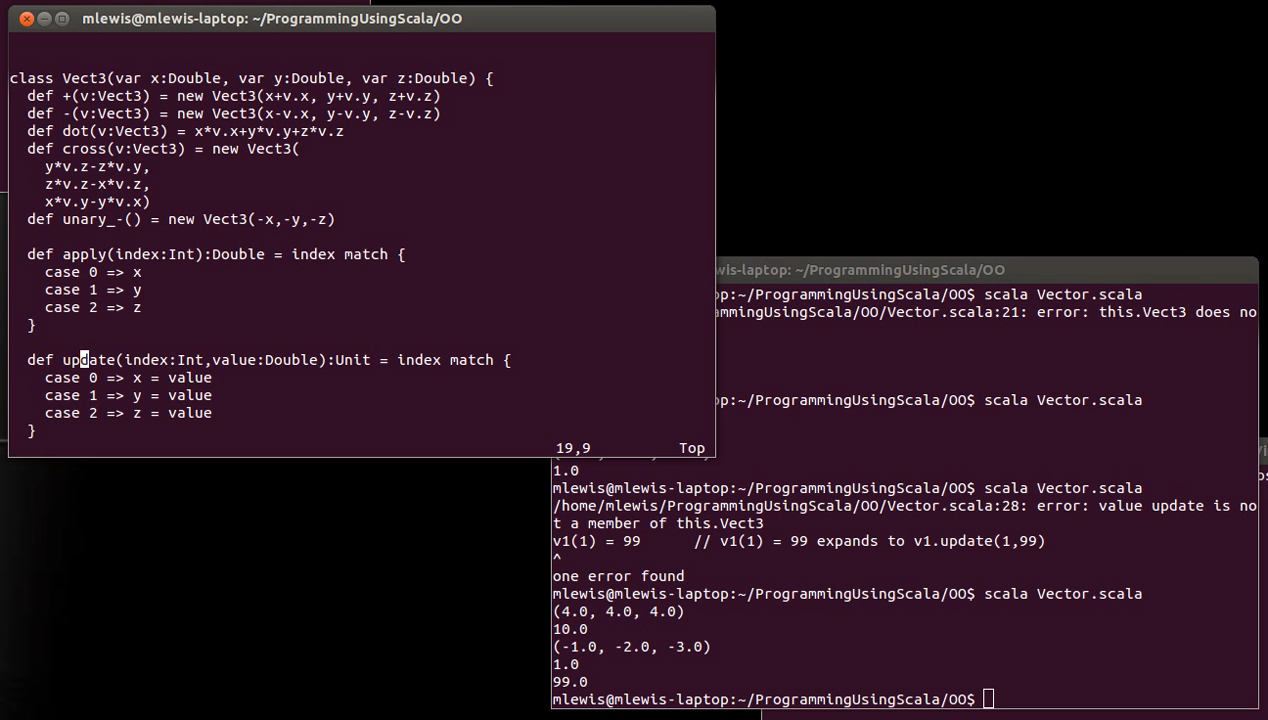 mlewis@mlewis-laptop: ~/ProgrammingUsingScala/OO
class Vect3(var x:Double, var y:Double, var z:Double) {
def +(v:Vect3) = new Vect3(x+v.x, y+v.y, z+v.z)
def -(v:Vect3) = new Vect3(x-v.x, y-v.y, z-v.z)
def dot(v:Vect3) = x*v.x+y*v.y+z*v.z
def cross(v:Vect3) = new Vect3(
y*v.z-z*v.y,
z*v.z-x*v.z,
x*v.y-y*v.x)
def unary_-() = new Vect3(-x,-y,-z)
def apply(index:Int):Double = index match {
case 0 => x
case 1 => y
case 2 => z
}
def update(index:Int,value:Double):Unit = index match {
case 0 => x = value
case 1 => y = value
case 2 => z = value
}
19,9 Top
wis-laptop: ~/ProgrammingUsingScala/OO
op:~/ProgrammingUsingScala/OO$ scala Vector.scala
ammingUsingScala/OO/Vector.scala:21: error: this.Vect3 does no
op:~/ProgrammingUsingScala/OO$ scala Vector.scala
1.0
mlewis@mlewis-laptop:~/ProgrammingUsingScala/OO$ scala Vector.scala
/home/mlewis/ProgrammingUsingScala/OO/Vector.scala:28: error: value update is no
t a member of this.Vect3
v1(1) = 99 // v1(1) = 99 expands to v1.update(1,99)
^
one error found
mlewis@mlewis-laptop:~/ProgrammingUsingScala/OO$ scala Vector.scala
(4.0, 4.0, 4.0)
10.0
(-1.0, -2.0, -3.0)
1.0
99.0
mlewis@mlewis-laptop:~/ProgrammingUsingScala/OO$